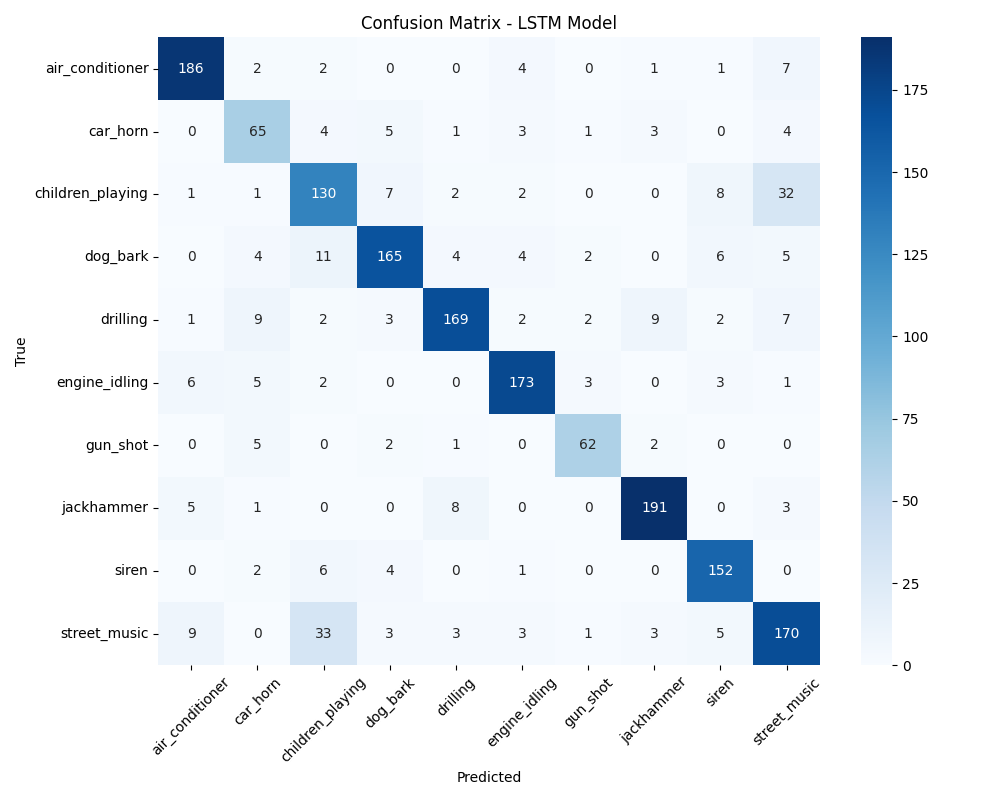 Confusion Matrix - LSTM Model
True
air_conditioner 186 2 2 0 0 4 0 1 1 7
car_horn 0 65 4 5 1 3 1 3 0 4
children_playing 1 1 130 7 2 2 0 0 8 32
dog_bark 0 4 11 165 4 4 2 0 6 5
drilling 1 9 2 3 169 2 2 9 2 7
engine_idling 6 5 2 0 0 173 3 0 3 1
gun_shot 0 5 0 2 1 0 62 2 0 0
jackhammer 5 1 0 0 8 0 0 191 0 3
siren 0 2 6 4 0 1 0 0 152 0
street_music 9 0 33 3 3 3 1 3 5 170
air_conditioner car_horn children_playing dog_bark drilling engine_idling gun_shot jackhammer siren street_music
Predicted
175
150
125
100
75
50
25
0